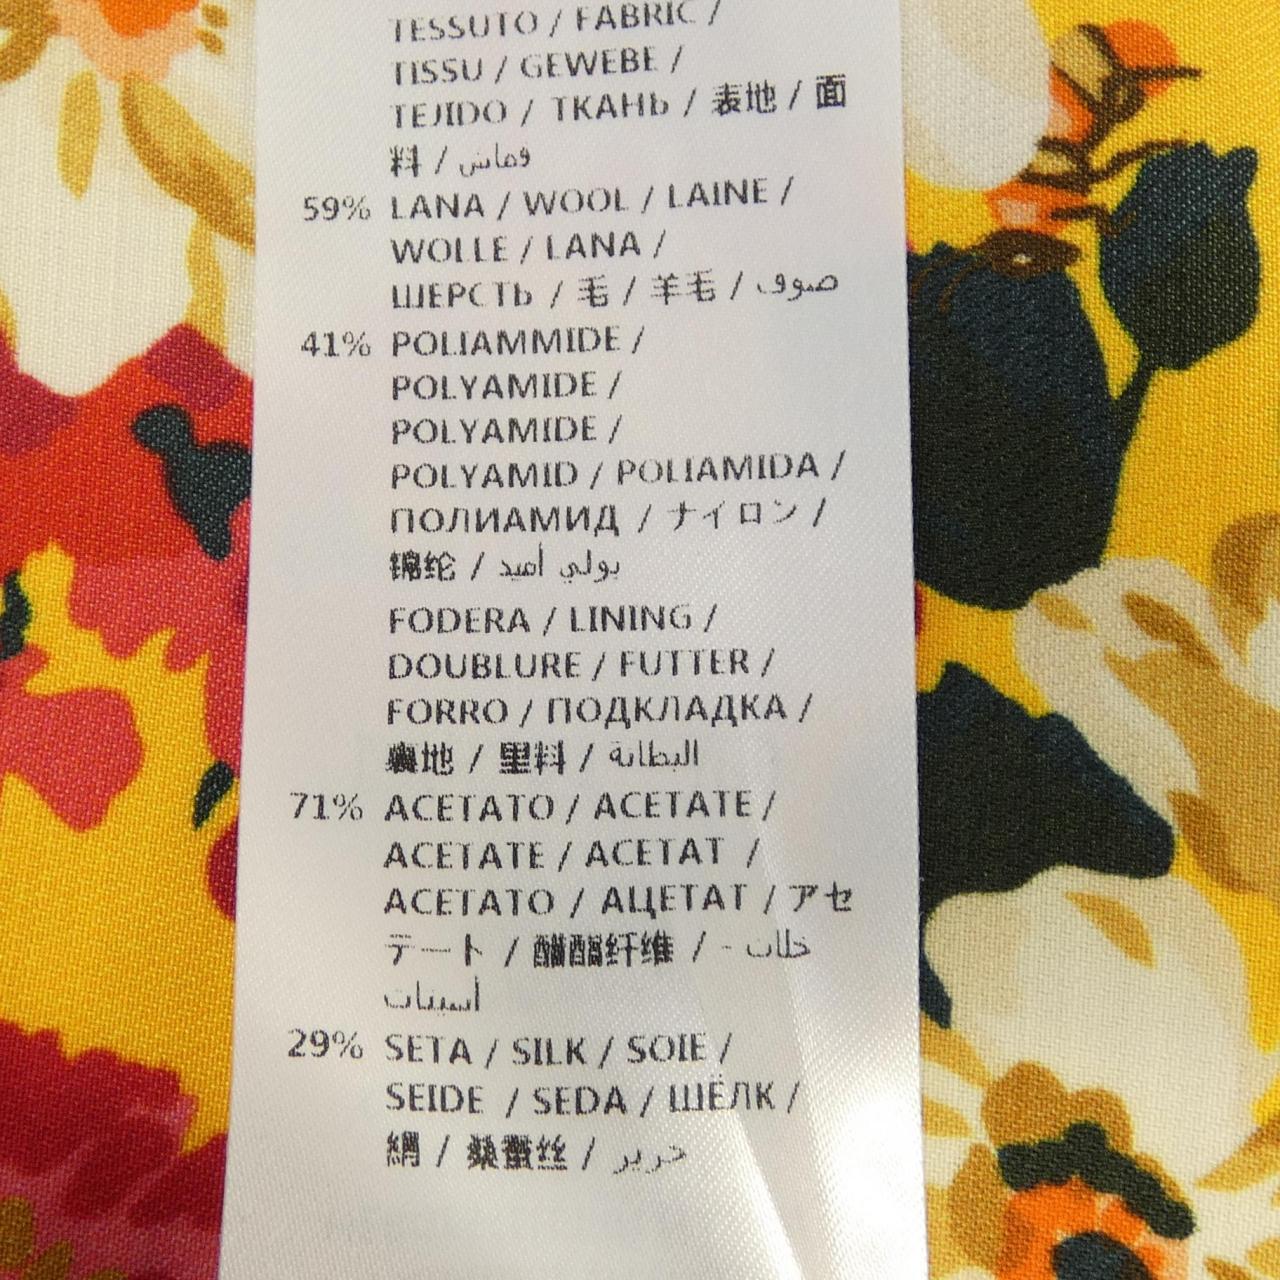 TESSUTO / FABRIC /
TISSU / GEWEBE /
TEJIDO / ТКАНЬ / 表地 / 面
料 / قماش
59% LANA / WOOL / LAINE /
WOLLE / LANA /
ШЕРСТЬ / 毛 / 羊毛 / صوف
41% POLIAMMIDE /
POLYAMIDE /
POLYAMIDE /
POLYAMID / POLIAMIDA /
ПОЛИАМИД / ナイロン /
锦纶 / بولي أميد
FODERA / LINING /
DOUBLURE / FUTTER /
FORRO / ПОДКЛАДКА /
裏地 / 里料 / البطانة
71% ACETATO / ACETATE /
ACETATE / ACETAT /
ACETATO / АЦЕТАТ / アセ
テート / 醋酯纤维 / - خلات
أسيتات
29% SETA / SILK / SOIE /
SEIDE / SEDA / ШЁЛК /
絹 / 桑蚕丝 / حرير